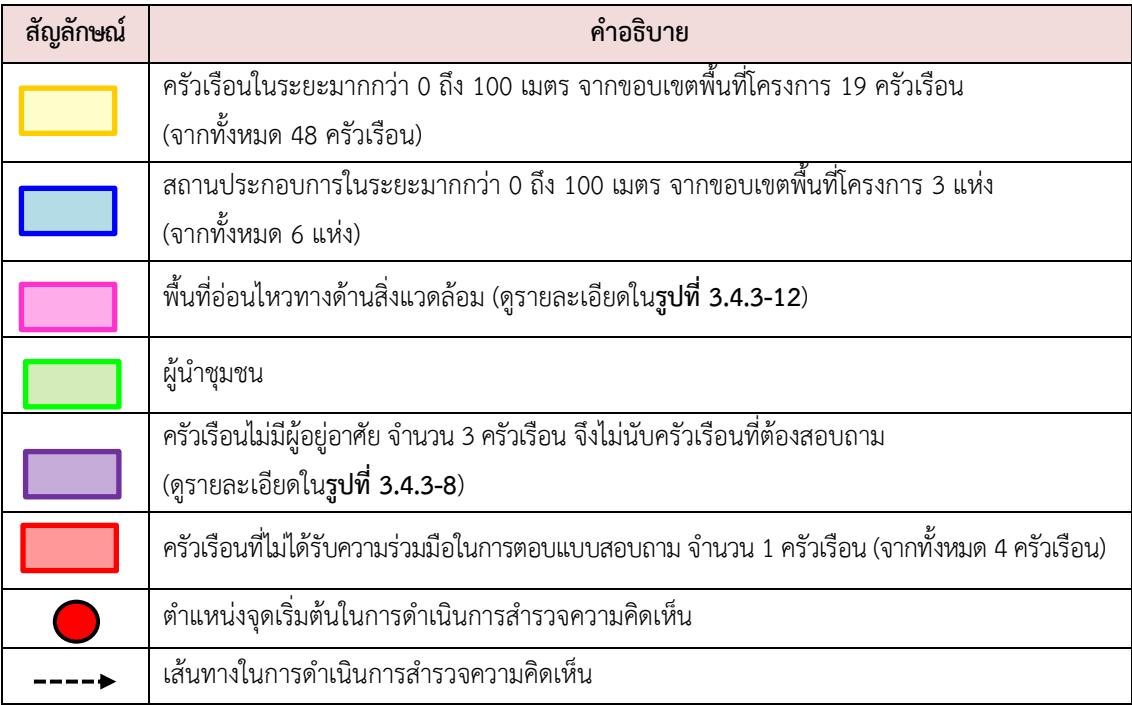 สัญลักษณ์ คำอธิบาย
ครัวเรือนในระยะมากกว่า 0 ถึง 100 เมตร จากขอบเขตพื้นที่โครงการ 19 ครัวเรือน
(จากทั้งหมด 48 ครัวเรือน)
สถานประกอบการในระยะมากกว่า 0 ถึง 100 เมตร จากขอบเขตพื้นที่โครงการ 3 แห่ง
(จากทั้งหมด 6 แห่ง)
พื้นที่อ่อนไหวทางด้านสิ่งแวดล้อม (ดูรายละเอียดในรูปที่ 3.4.3-12)
ผู้นำชุมชน
ครัวเรือนไม่มีผู้อยู่อาศัย จำนวน 3 ครัวเรือน จึงไม่นับครัวเรือนที่ต้องสอบถาม
(ดูรายละเอียดในรูปที่ 3.4.3-8)
ครัวเรือนที่ไม่ได้รับความร่วมมือในการตอบแบบสอบถาม จำนวน 1 ครัวเรือน (จากทั้งหมด 4 ครัวเรือน)
ตำแหน่งจุดเริ่มต้นในการดำเนินการสำรวจความคิดเห็น
เส้นทางในการดำเนินการสำรวจความคิดเห็น